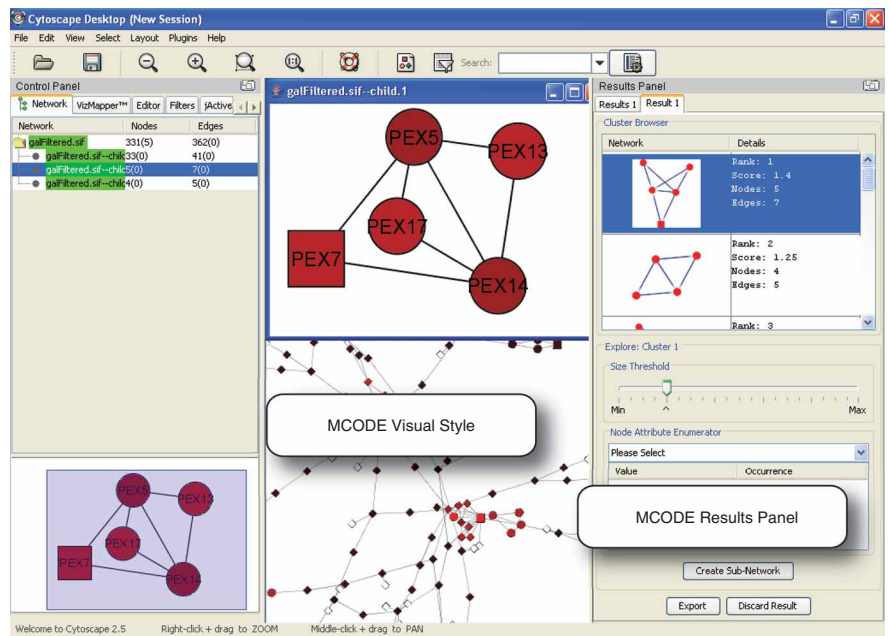 Cytoscape Desktop (New Session)
File Edit View Select Layout Plugins Help
Search:
Control Panel
Network VizMapper™ Editor Filters jActive
Network Nodes Edges
galFiltered.sif 331(5) 362(0)
galFiltered.sif--child 33(0) 41(0)
galFiltered.sif--child 5(0) 7(0)
galFiltered.sif--child 4(0) 5(0)
galFiltered.sif--child.1
PEX5
PEX13
PEX17
PEX7
PEX14
MCODE Visual Style
PEX5
PEX13
PEX17
PEX7
PEX14
Results Panel
Results 1 Result 1
Cluster Browser
Network Details
Rank: 1
Score: 1.4
Nodes: 5
Edges: 7
Rank: 2
Score: 1.25
Nodes: 4
Edges: 5
Rank: 3
Explore: Cluster 1
Size Threshold
Min Max
Node Attribute Enumerator
Please Select
Value Occurrence
MCODE Results Panel
Create Sub-Network
Export Discard Result
Welcome to Cytoscape 2.5 Right-click + drag to ZOOM Middle-click + drag to PAN